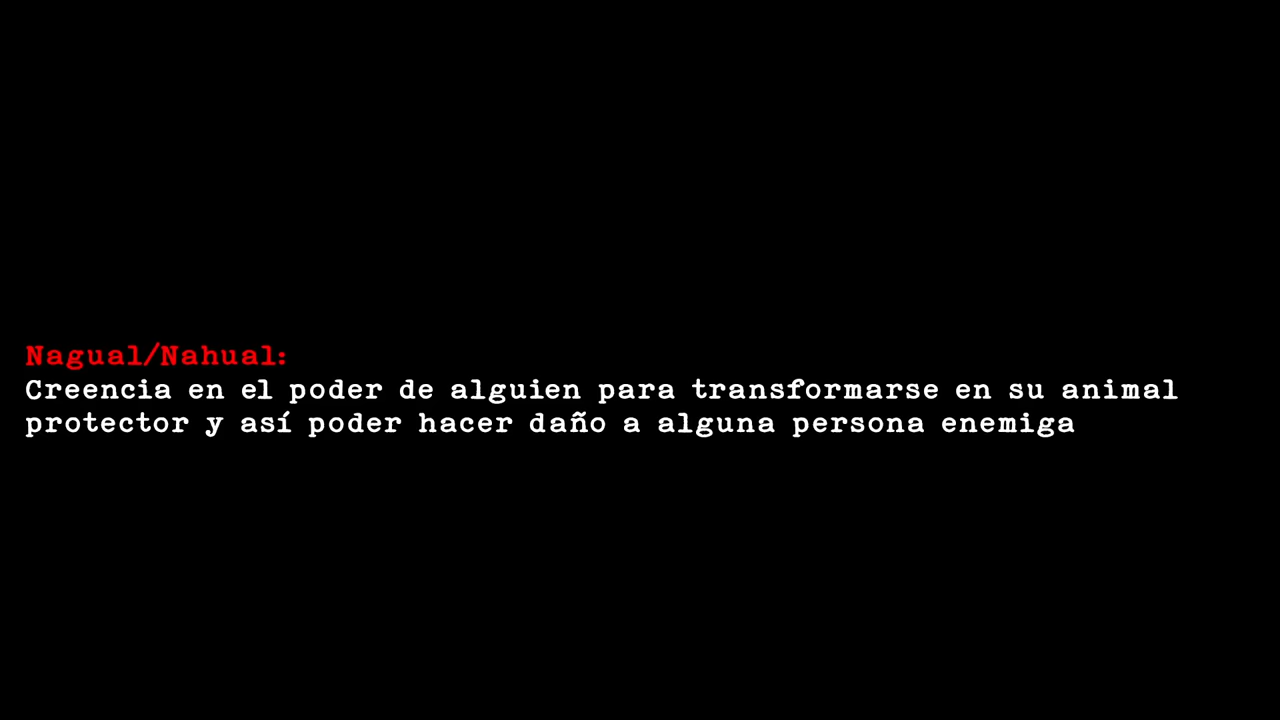 Nagual/Nahual:
Creencia en el poder de alguien para transformarse en su animal
protector y así poder hacer daño a alguna persona enemiga